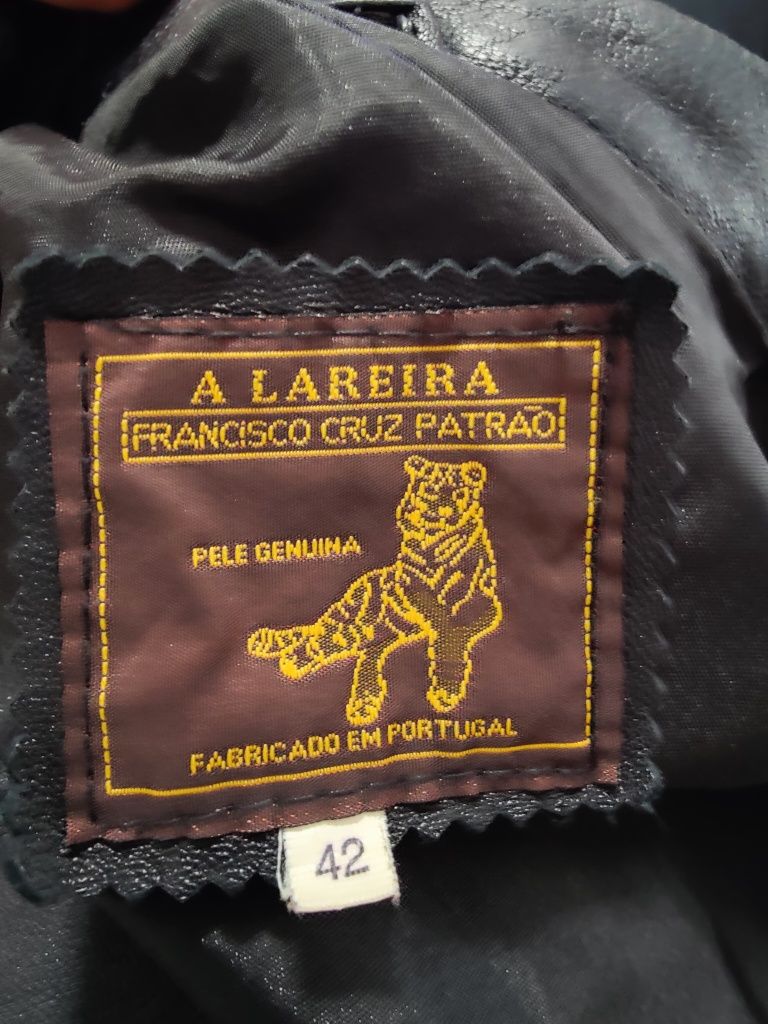 A LAREIRA
FRANCISCO CRUZ PATRÃO
PELE GENUINA
FABRICADO EM PORTUGAL
42